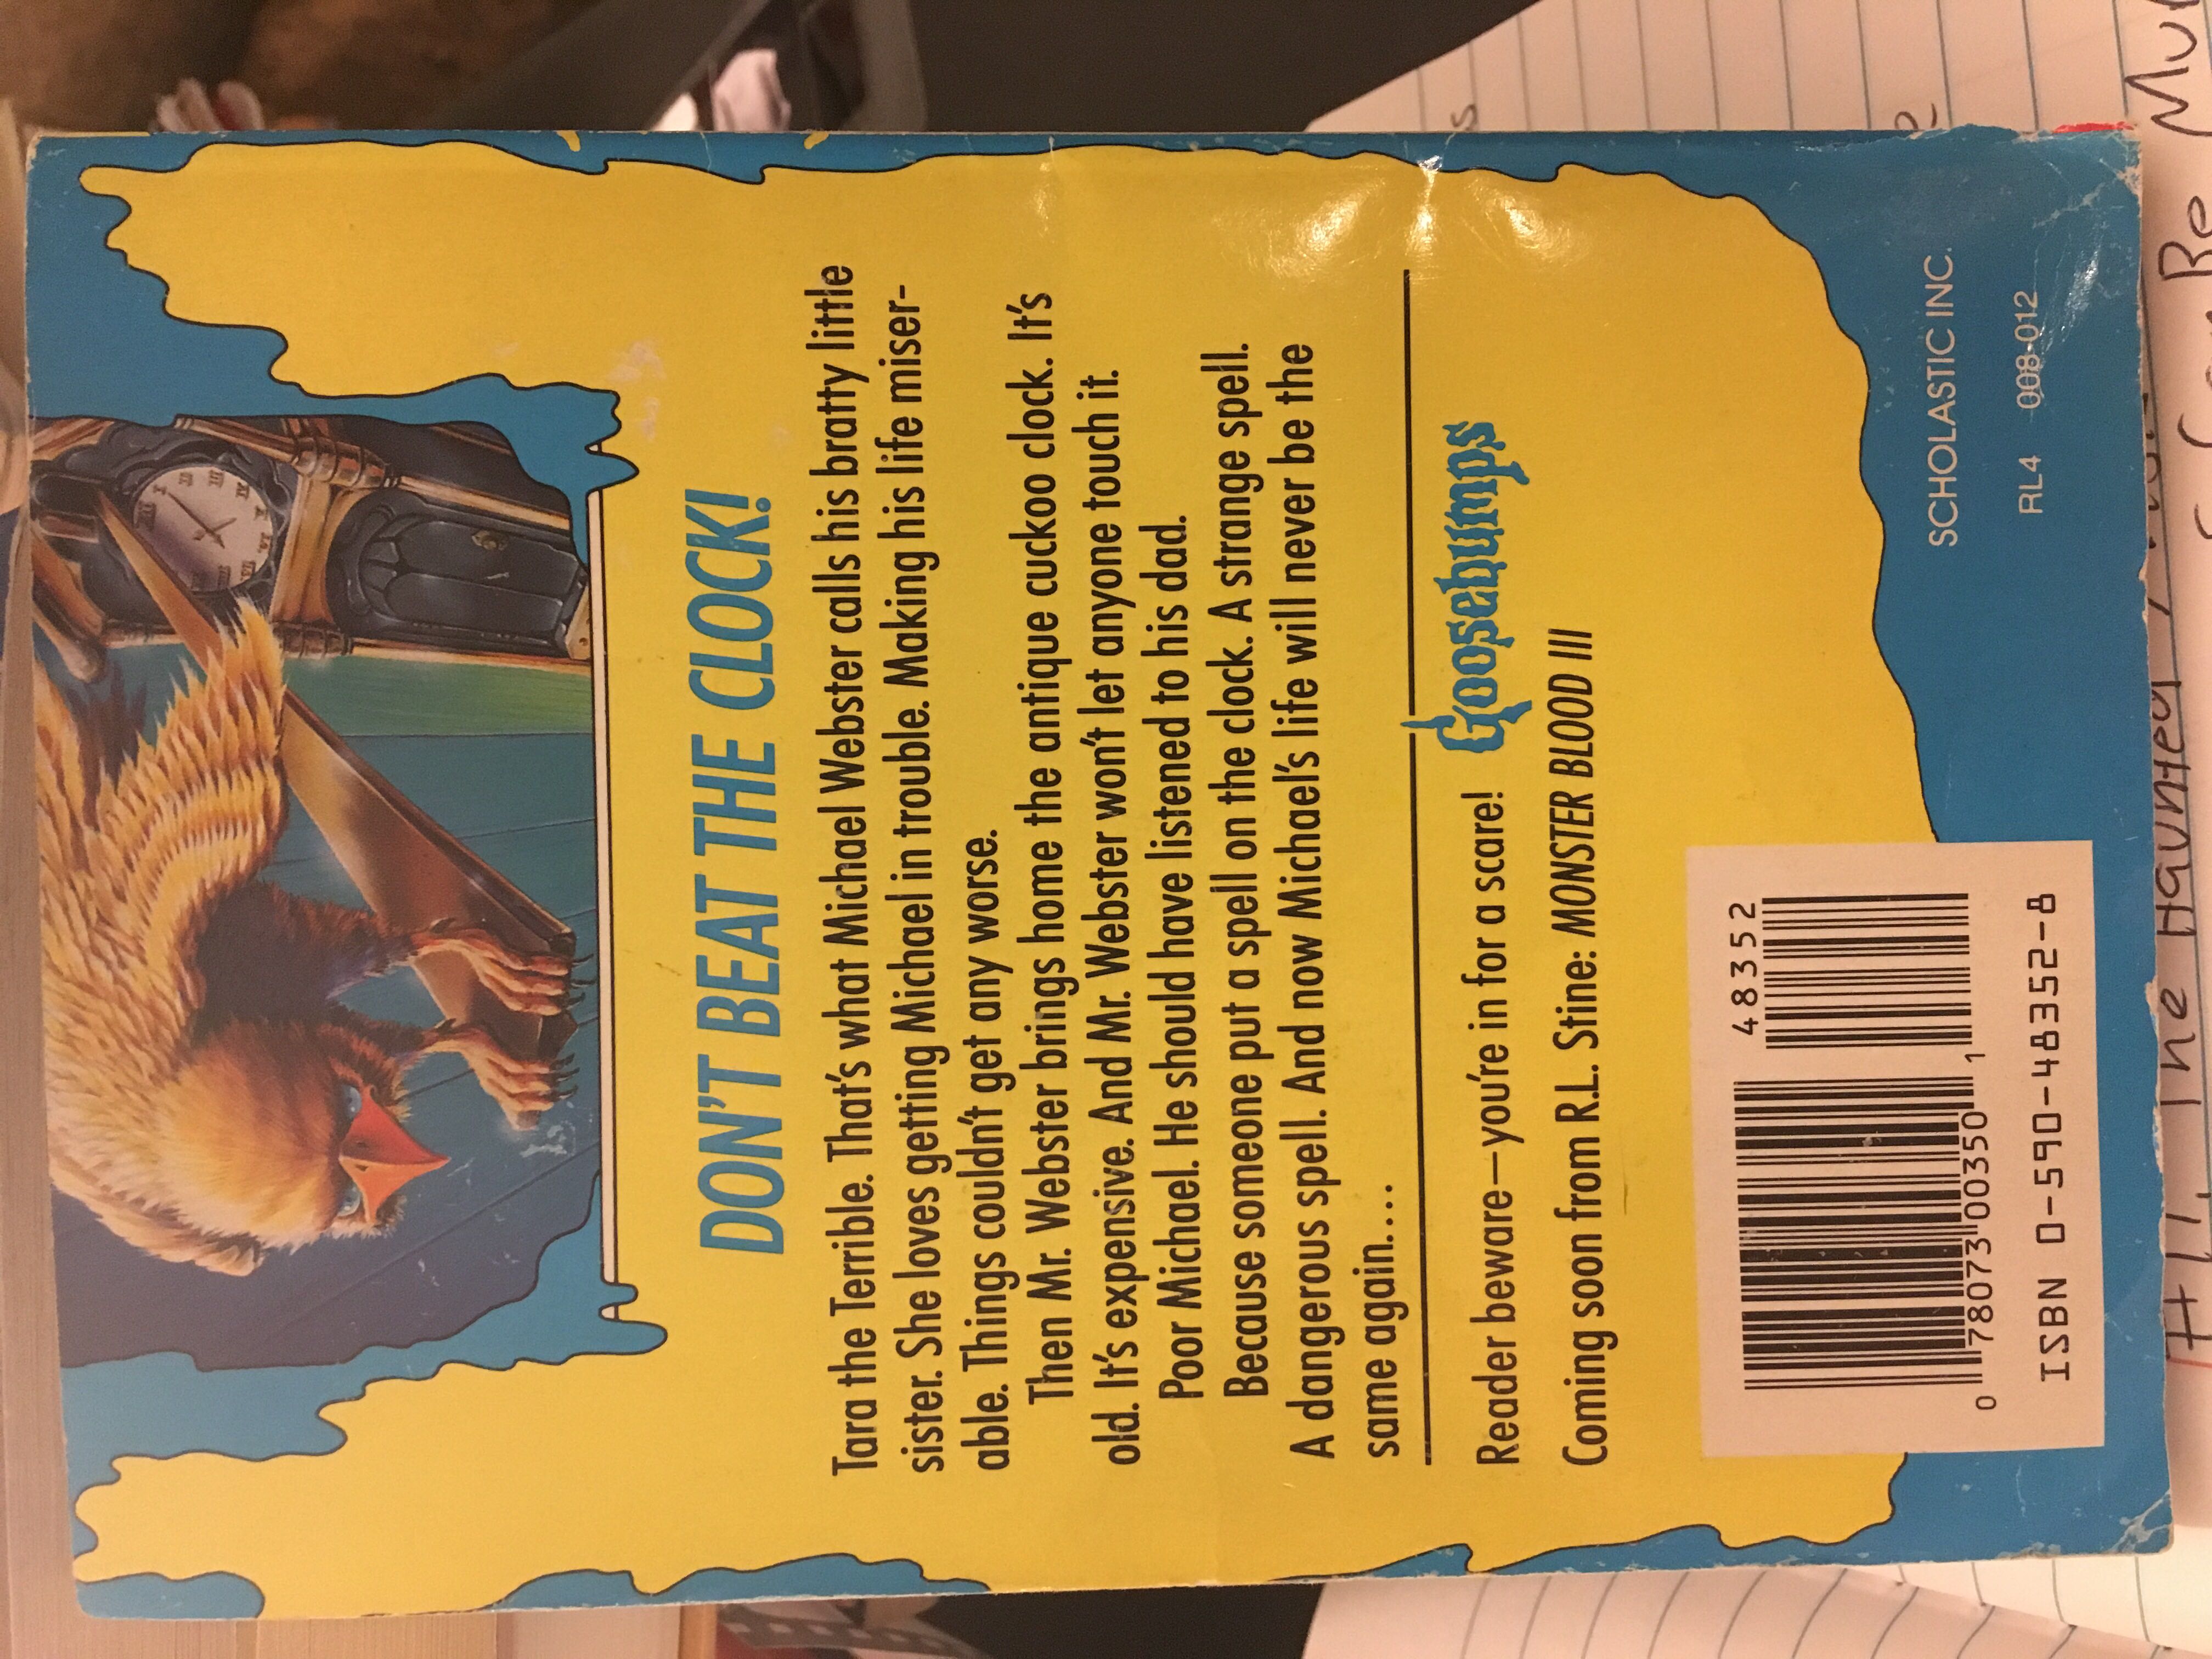 DON'T BEAT THE CLOCK!
Tara the Terrible. That's what Michael Webster calls his bratty little
sister. She loves getting Michael in trouble. Making his life miser-
able. Things couldn't get any worse.
Then Mr. Webster brings home the antique cuckoo clock. It's
old. It's expensive. And Mr. Webster won't let anyone touch it.
Poor Michael. He should have listened to his dad.
Because someone put a spell on the clock. A strange spell.
A dangerous spell. And now Michael's life will never be the
same again....
Reader beware—you're in for a scare! Goosebumps
Coming soon from R.L. Stine: MONSTER BLOOD III
48352
0 78073 00350 1
ISBN 0-590-48352-8
SCHOLASTIC INC.
RL4 008-012
The Haunted
Be